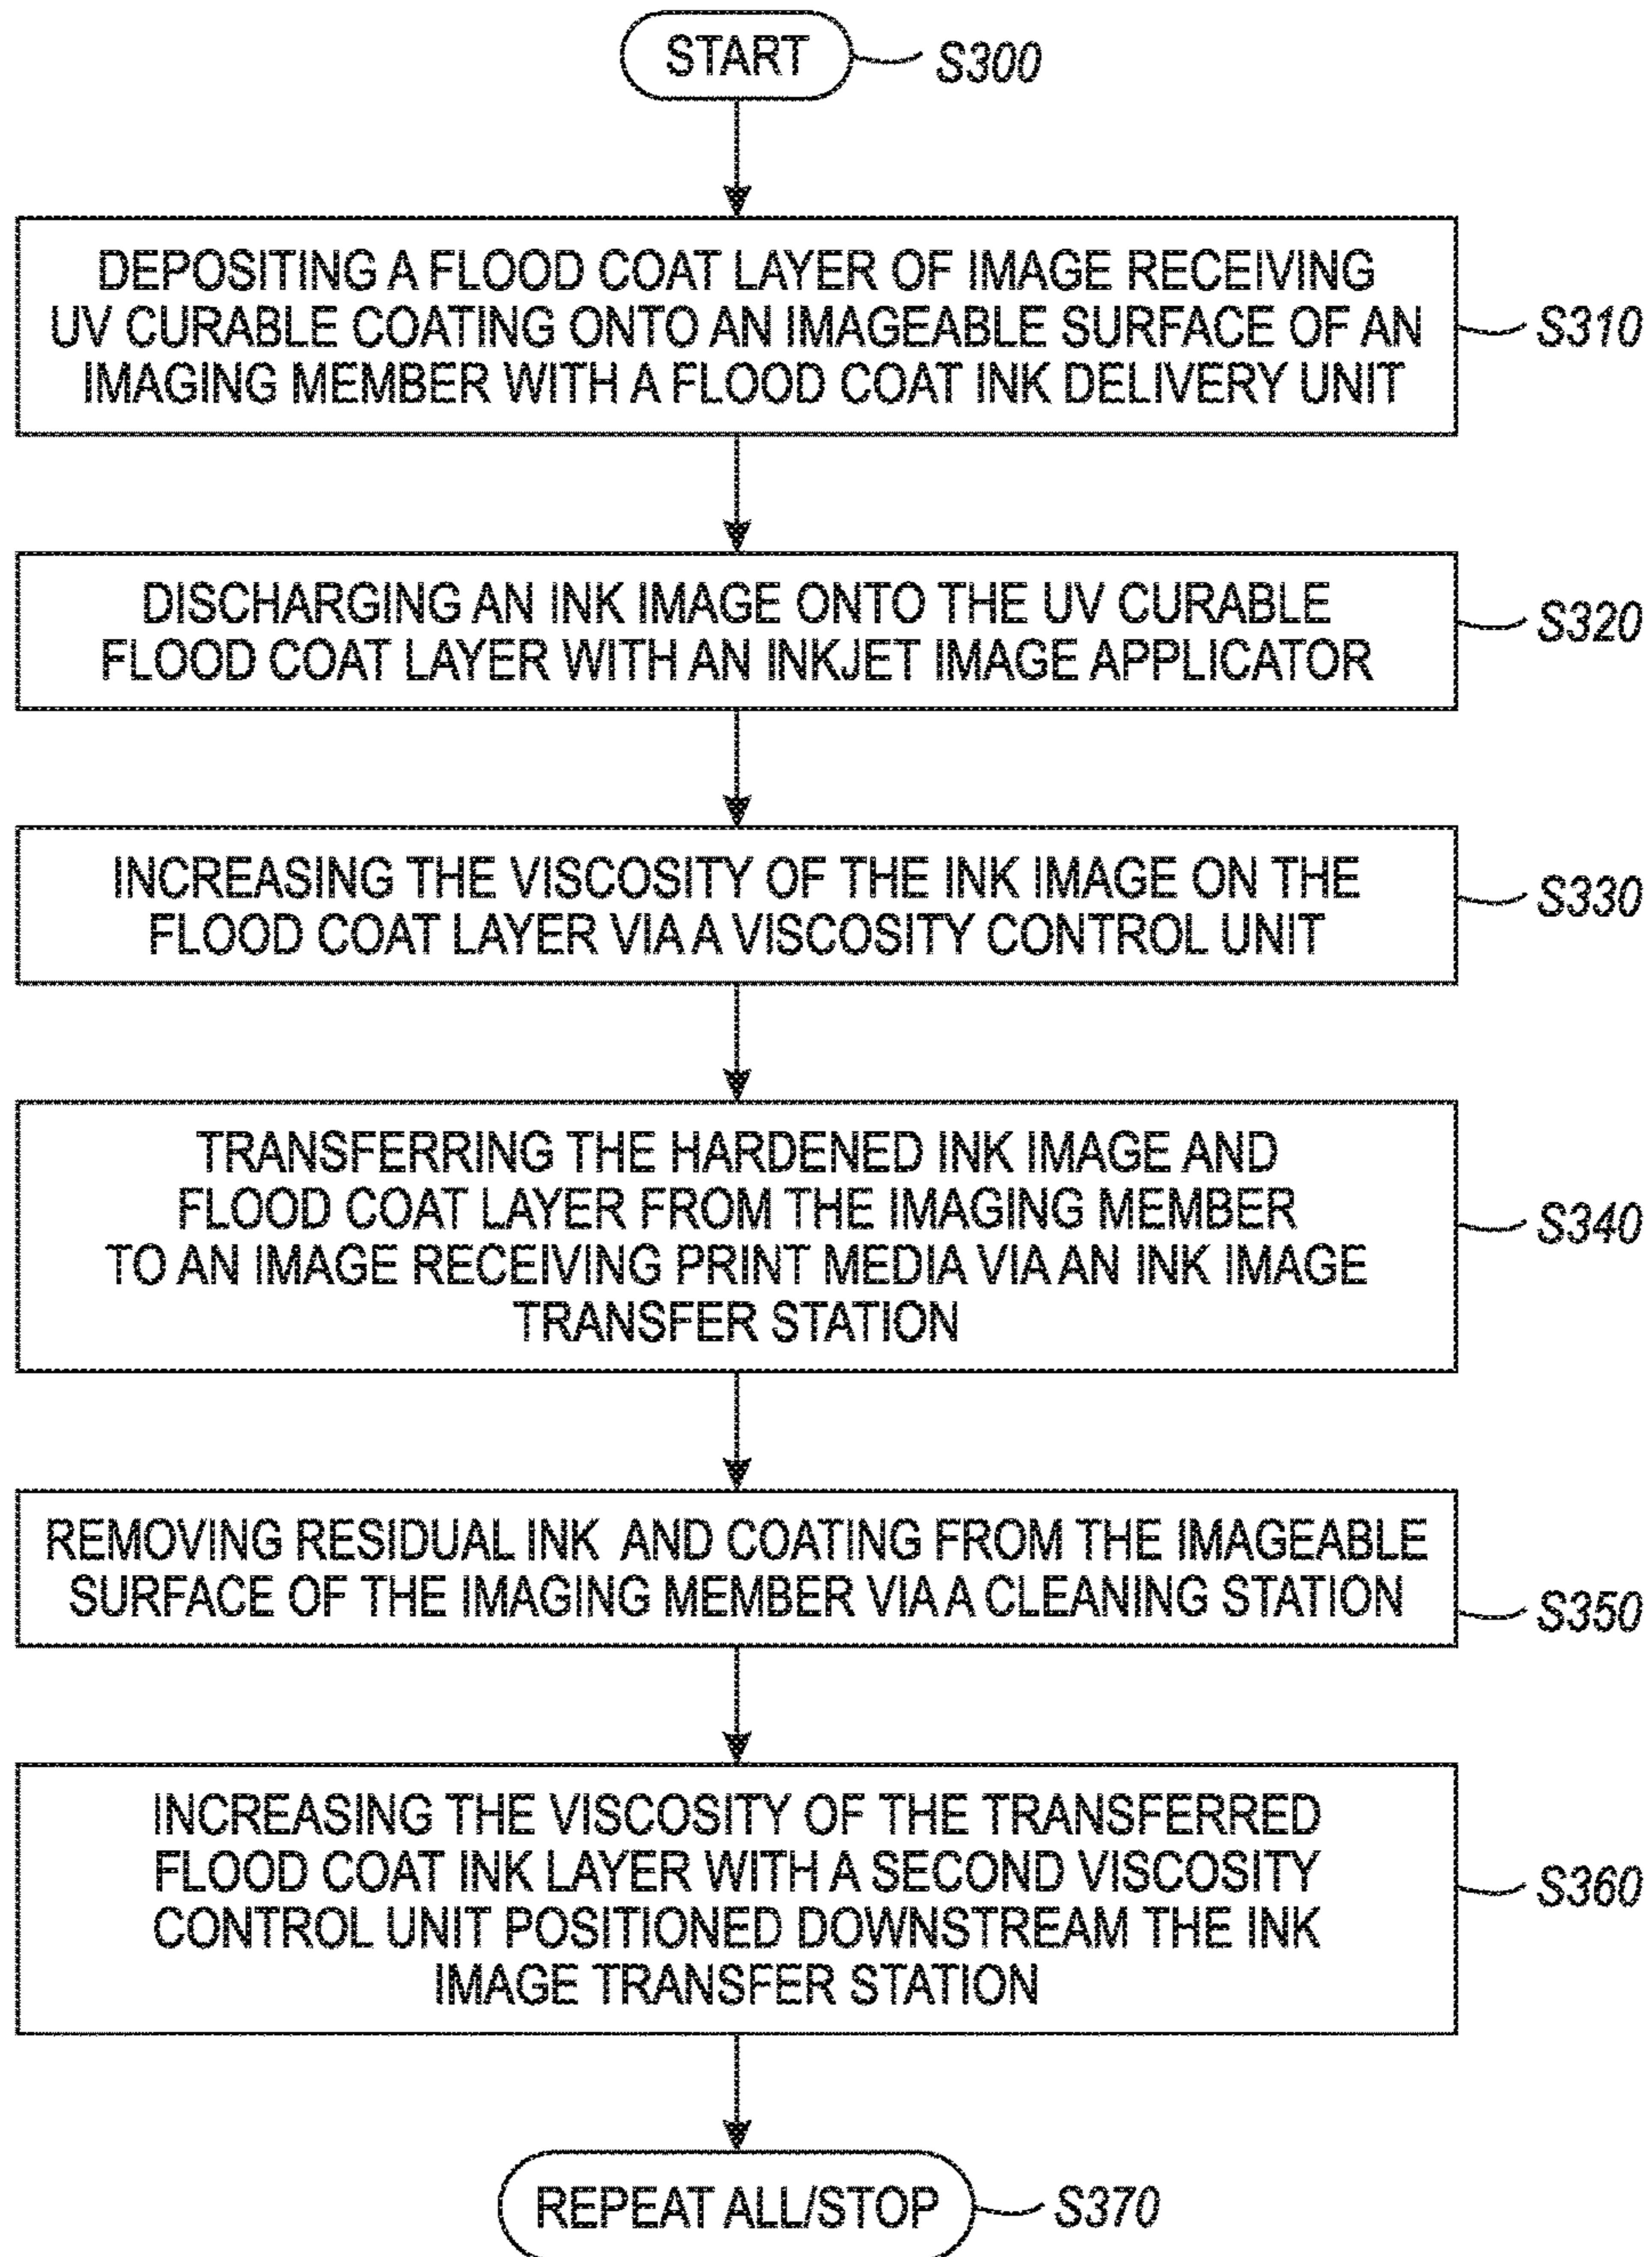 START
S300
DEPOSITING A FLOOD COAT LAYER OF IMAGE RECEIVING
UV CURABLE COATING ONTO AN IMAGEABLE SURFACE OF AN
IMAGING MEMBER WITH A FLOOD COAT INK DELIVERY UNIT
S310
DISCHARGING AN INK IMAGE ONTO THE UV CURABLE
FLOOD COAT LAYER WITH AN INKJET IMAGE APPLICATOR
S320
INCREASING THE VISCOSITY OF THE INK IMAGE ON THE
FLOOD COAT LAYER VIA A VISCOSITY CONTROL UNIT
S330
TRANSFERRING THE HARDENED INK IMAGE AND
FLOOD COAT LAYER FROM THE IMAGING MEMBER
TO AN IMAGE RECEIVING PRINT MEDIA VIA AN INK IMAGE
TRANSFER STATION
S340
REMOVING RESIDUAL INK AND COATING FROM THE IMAGEABLE
SURFACE OF THE IMAGING MEMBER VIA A CLEANING STATION
S350
INCREASING THE VISCOSITY OF THE TRANSFERRED
FLOOD COAT INK LAYER WITH A SECOND VISCOSITY
CONTROL UNIT POSITIONED DOWNSTREAM THE INK
IMAGE TRANSFER STATION
S360
REPEAT ALL/STOP
S370